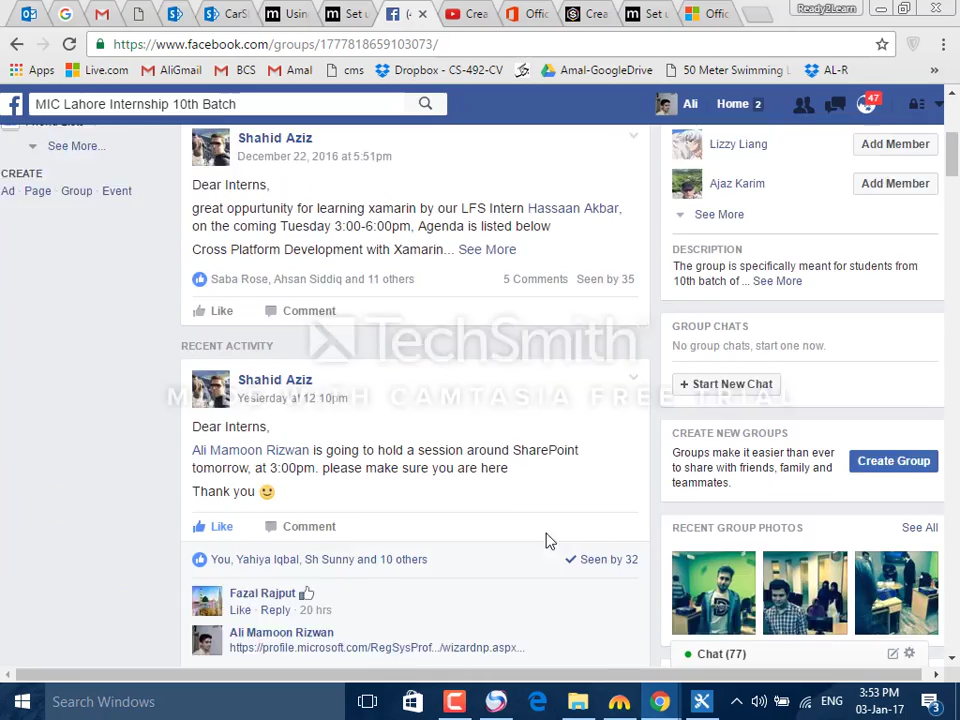 Ready2Learn
CarS
Usin
Set u
(
Crea
Offic
Crea
Set u
Offic
https://www.facebook.com/groups/1777818659103073/
Apps
Live.com
AliGmail
BCS
Amal
cms
Dropbox - CS-492-CV
Amal-GoogleDrive
50 Meter Swimming
AL-R
»
MIC Lahore Internship 10th Batch
Ali
Home 2
47
See More...
CREATE
Ad · Page · Group · Event
Shahid Aziz
December 22, 2016 at 5:51pm
Dear Interns,
great oppurtunity for learning xamarin by our LFS Intern Hassaan Akbar,
on the coming Tuesday 3:00-6:00pm, Agenda is listed below
Cross Platform Development with Xamarin... See More
Saba Rose, Ahsan Siddiq and 11 others
5 Comments Seen by 35
Like Comment
RECENT ACTIVITY
Shahid Aziz
Yesterday at 12:10pm
Dear Interns,
Ali Mamoon Rizwan is going to hold a session around SharePoint
tomorrow, at 3:00pm. please make sure you are here
Thank you
Like Comment
You, Yahiya Iqbal, Sh Sunny and 10 others
Seen by 32
Fazal Rajput
Like · Reply · 20 hrs
Ali Mamoon Rizwan
https://profile.microsoft.com/RegSysProf.../wizardnp.aspx...
Lizzy Liang
Add Member
Ajaz Karim
Add Member
See More
DESCRIPTION
The group is specifically meant for students from
10th batch of ... See More
GROUP CHATS
No group chats, start one now.
+ Start New Chat
CREATE NEW GROUPS
Groups make it easier than ever
to share with friends, family and
teammates.
Create Group
RECENT GROUP PHOTOS
See All
Chat (77)
TechSmith
MADE WITH CAMTASIA FREE TRIAL
Search Windows
ENG
3:53 PM
03-Jan-17
3